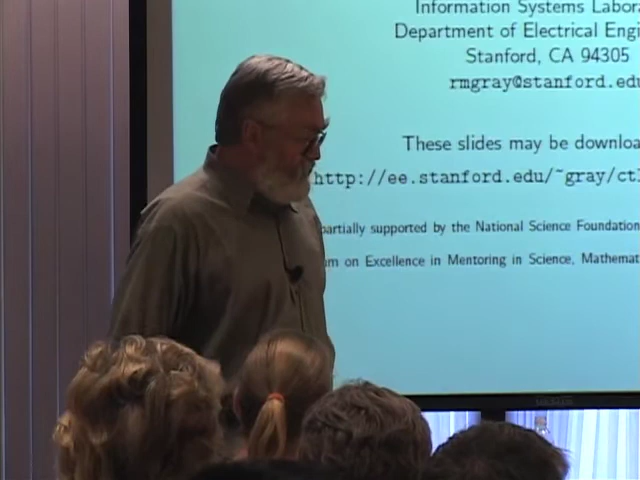 Information Systems Labora
Department of Electrical Engi
Stanford, CA 94305
rmgray@stanford.edu
These slides may be downloa
http://ee.stanford.edu/~gray/ctl
partially supported by the National Science Foundation
am on Excellence in Mentoring in Science, Mathemat